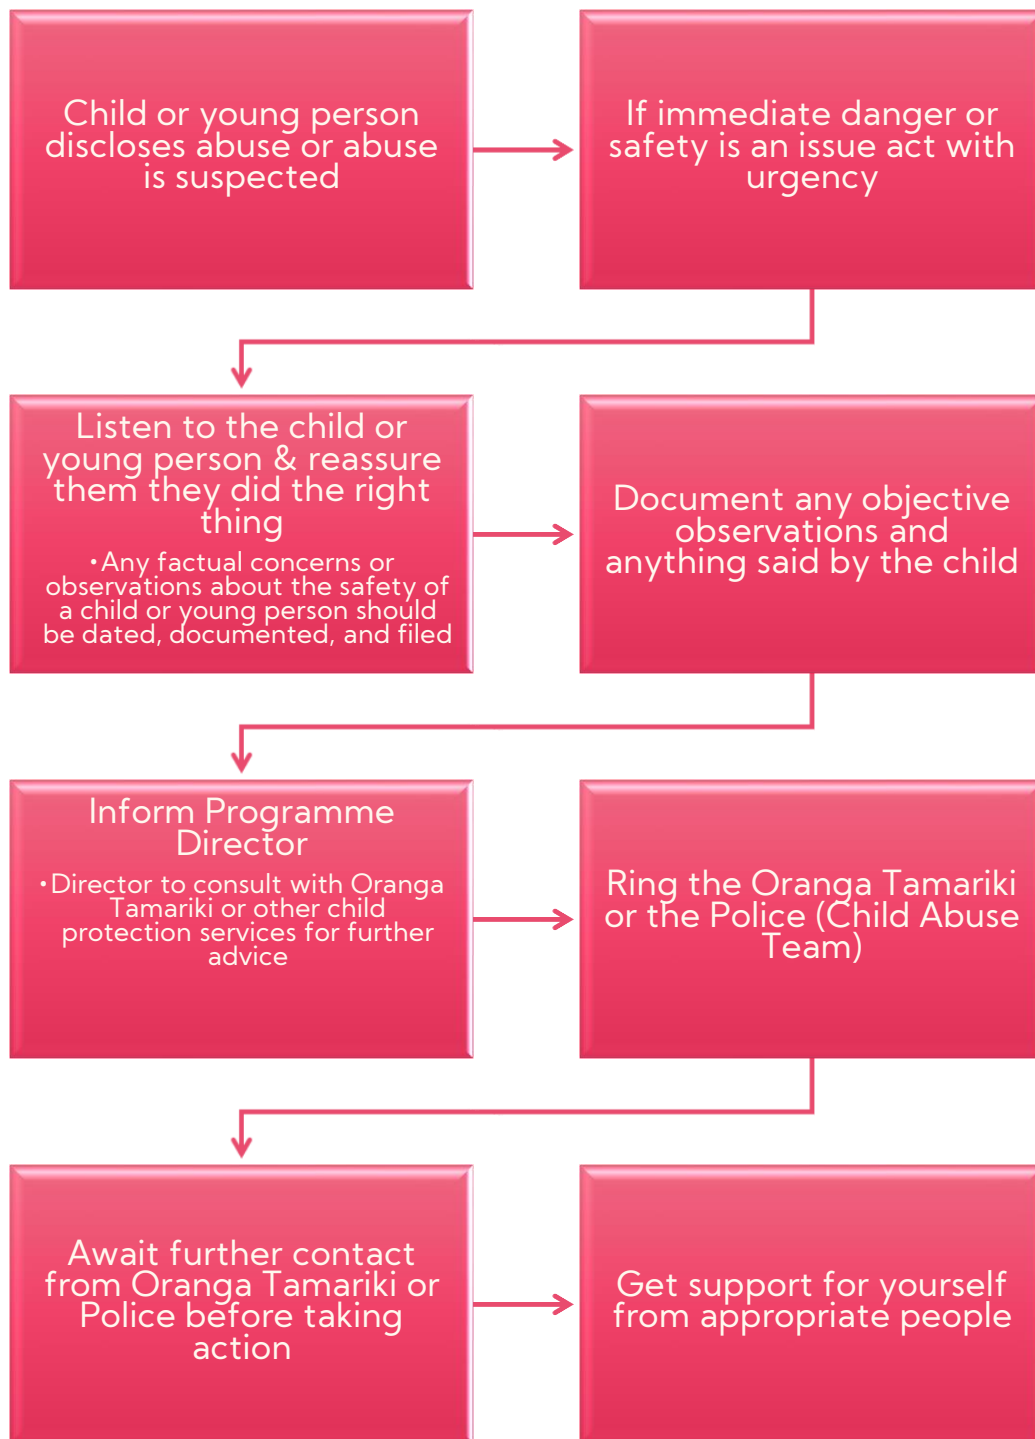 Child or young person
discloses abuse or abuse
is suspected
If immediate danger or
safety is an issue act with
urgency
Listen to the child or
young person & reassure
them they did the right
thing
•Any factual concerns or
observations about the safety of
a child or young person should
be dated, documented, and filed
Document any objective
observations and
anything said by the child
Inform Programme
Director
•Director to consult with Oranga
Tamariki or other child
protection services for further
advice
Ring the Oranga Tamariki
or the Police (Child Abuse
Team)
Await further contact
from Oranga Tamariki or
Police before taking
action
Get support for yourself
from appropriate people